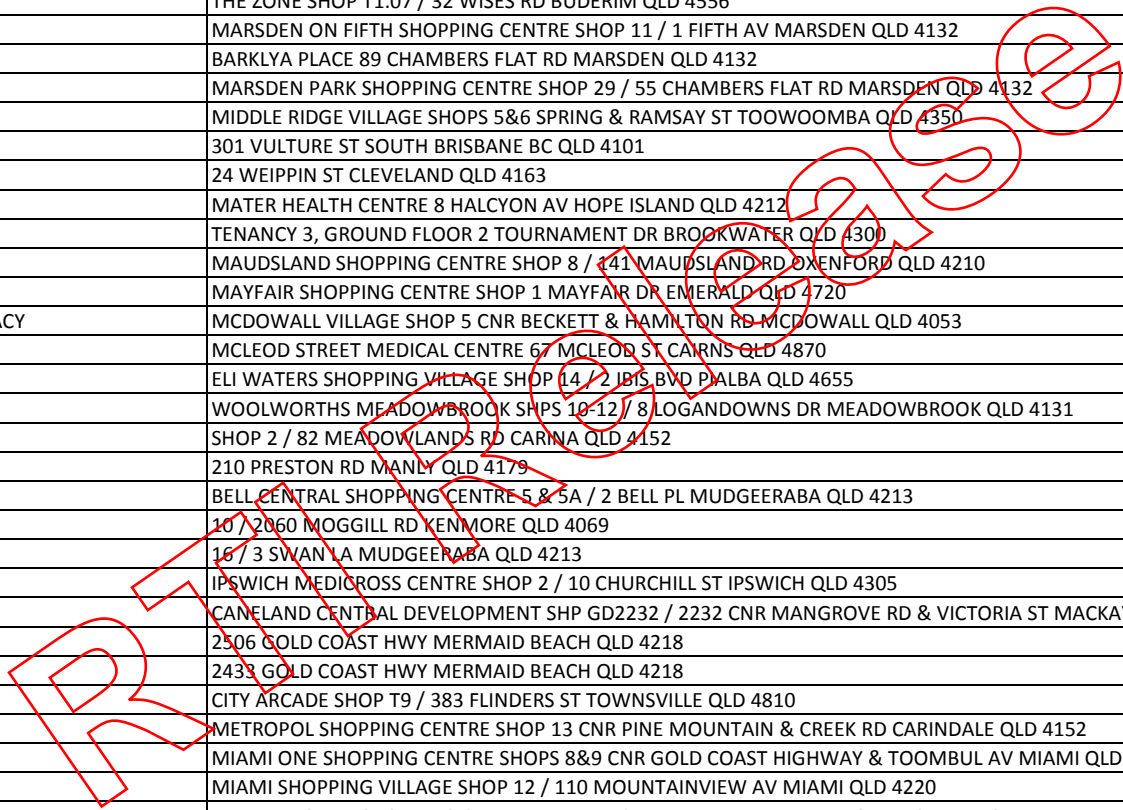 THE ZONE SHOP T1.07 / 32 WISES RD BUDERIM QLD 4556
MARSDEN ON FIFTH SHOPPING CENTRE SHOP 11 / 1 FIFTH AV MARSDEN QLD 4132
BARKLYA PLACE 89 CHAMBERS FLAT RD MARSDEN QLD 4132
MARSDEN PARK SHOPPING CENTRE SHOP 29 / 55 CHAMBERS FLAT RD MARSDEN QLD 4132
MIDDLE RIDGE VILLAGE SHOPS 5&6 SPRING & RAMSAY ST TOOWOOMBA QLD 4350
301 VULTURE ST SOUTH BRISBANE BC QLD 4101
24 WEIPPIN ST CLEVELAND QLD 4163
MATER HEALTH CENTRE 8 HALCYON AV HOPE ISLAND QLD 4212
TENANCY 3, GROUND FLOOR 2 TOURNAMENT DR BROOKWATER QLD 4300
MAUDSLAND SHOPPING CENTRE SHOP 8 / 141 MAUDSLAND RD OXENFORD QLD 4210
MAYFAIR SHOPPING CENTRE SHOP 1 MAYFAIR DR EMERALD QLD 4720
ACY MCDOWALL VILLAGE SHOP 5 CNR BECKETT & HAMILTON RD MCDOWALL QLD 4053
MCLEOD STREET MEDICAL CENTRE 67 MCLEOD ST CAIRNS QLD 4870
ELI WATERS SHOPPING VILLAGE SHOP 14 / 2 IBIS BVD PIALBA QLD 4655
WOOLWORTHS MEADOWBROOK SHPS 10-12 / 8 LOGANDOWNS DR MEADOWBROOK QLD 4131
SHOP 2 / 82 MEADOWLANDS RD CARINA QLD 4152
210 PRESTON RD MANLY QLD 4179
BELL CENTRAL SHOPPING CENTRE 5 & 5A / 2 BELL PL MUDGEERABA QLD 4213
10 / 2060 MOGGILL RD KENMORE QLD 4069
16 / 3 SWAN LA MUDGEERABA QLD 4213
IPSWICH MEDICROSS CENTRE SHOP 2 / 10 CHURCHILL ST IPSWICH QLD 4305
CANELAND CENTRAL DEVELOPMENT SHP GD2232 / 2232 CNR MANGROVE RD & VICTORIA ST MACKAY
2506 GOLD COAST HWY MERMAID BEACH QLD 4218
2433 GOLD COAST HWY MERMAID BEACH QLD 4218
CITY ARCADE SHOP T9 / 383 FLINDERS ST TOWNSVILLE QLD 4810
METROPOL SHOPPING CENTRE SHOP 13 CNR PINE MOUNTAIN & CREEK RD CARINDALE QLD 4152
MIAMI ONE SHOPPING CENTRE SHOPS 8&9 CNR GOLD COAST HIGHWAY & TOOMBUL AV MIAMI QLD
MIAMI SHOPPING VILLAGE SHOP 12 / 110 MOUNTAINVIEW AV MIAMI QLD 4220
RTI Release